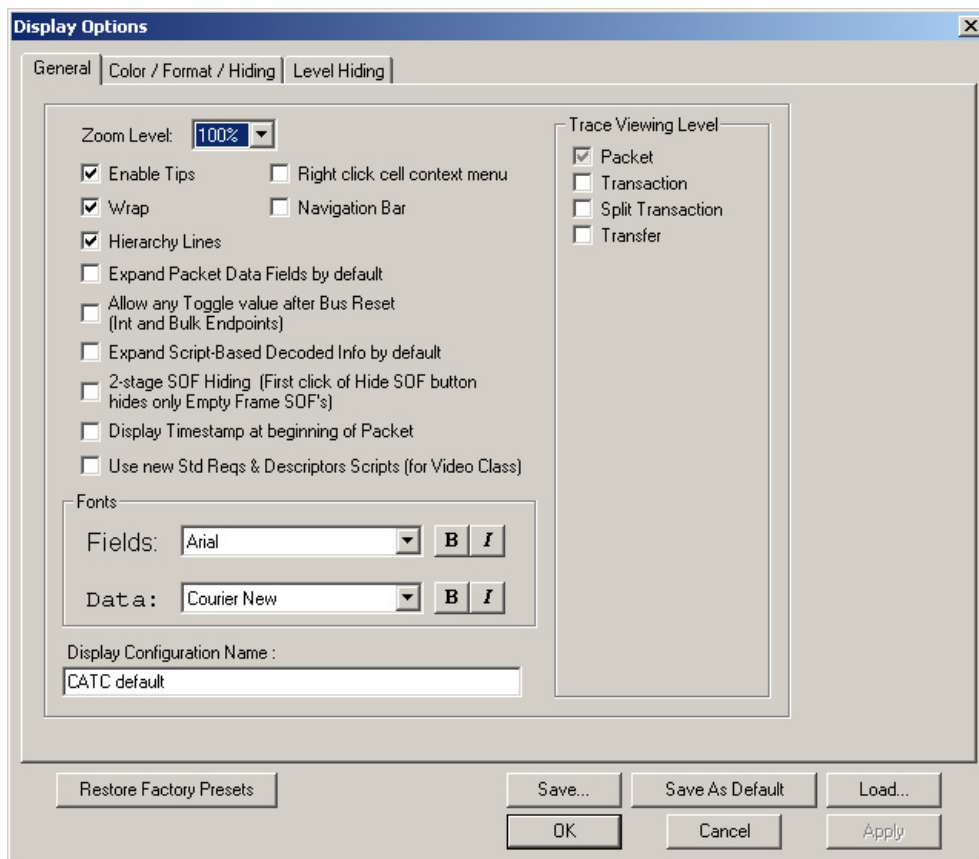 Display Options
General
Color / Format / Hiding
Level Hiding
Zoom Level:
100%
Enable Tips
Right click cell context menu
Wrap
Navigation Bar
Hierarchy Lines
Expand Packet Data Fields by default
Allow any Toggle value after Bus Reset
(Int and Bulk Endpoints)
Expand Script-Based Decoded Info by default
2-stage SOF Hiding (First click of Hide SOF button
hides only Empty Frame SOF's)
Display Timestamp at beginning of Packet
Use new Std Reqs & Descriptors Scripts (for Video Class)
Trace Viewing Level
Packet
Transaction
Split Transaction
Transfer
Fonts
Fields:
Arial
B
I
Data:
Courier New
B
I
Display Configuration Name :
CATC default
Restore Factory Presets
Save...
Save As Default
Load...
OK
Cancel
Apply